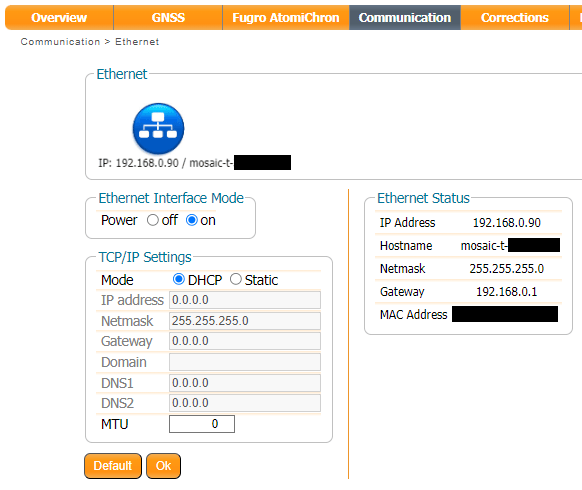 Overview GNSS Fugro AtomiChron Communication Corrections
Communication > Ethernet
Ethernet
IP: 192.168.0.90 / mosaic-t-
Ethernet Interface Mode
Power off on
TCP/IP Settings
Mode DHCP Static
IP address 0.0.0.0
Netmask 255.255.255.0
Gateway 0.0.0.0
Domain
DNS1 0.0.0.0
DNS2 0.0.0.0
MTU 0
Default Ok
Ethernet Status
IP Address 192.168.0.90
Hostname mosaic-t-
Netmask 255.255.255.0
Gateway 192.168.0.1
MAC Address